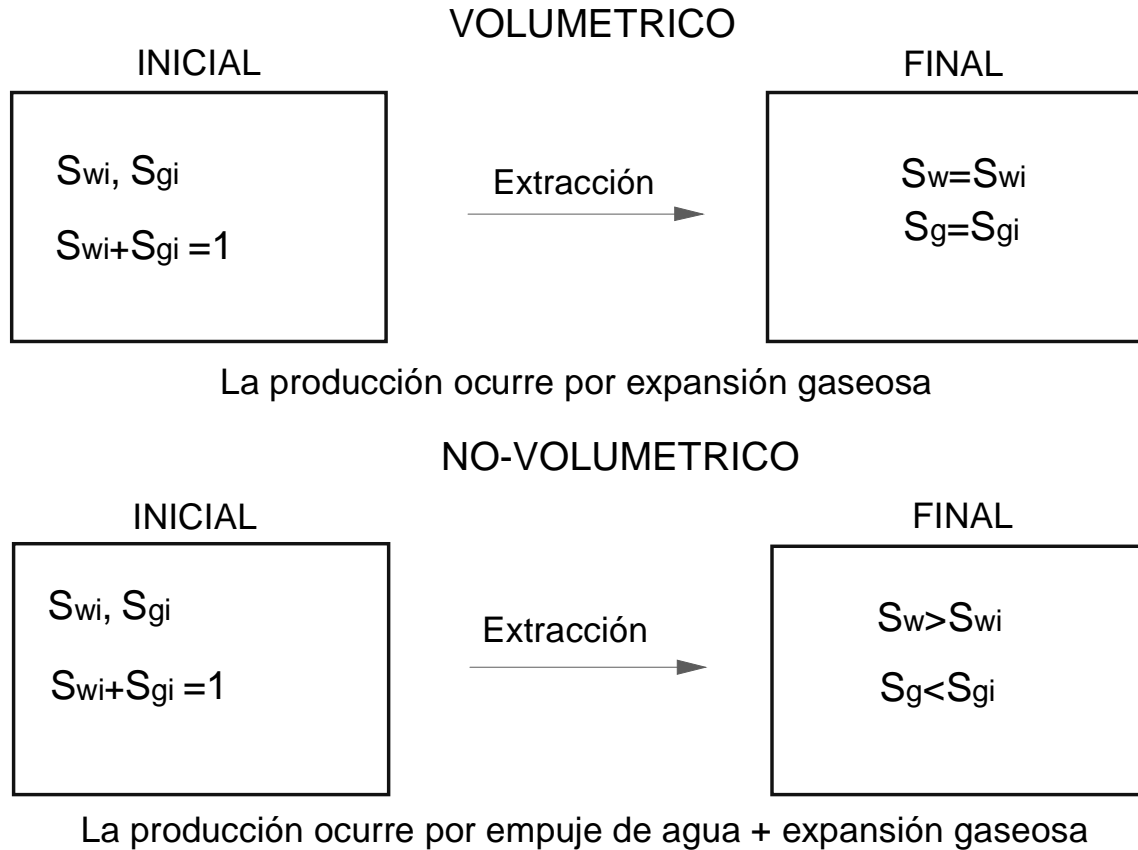 VOLUMETRICO
INICIAL
FINAL
Swi, Sgi
Swi+Sgi =1
Extracción
Sw=Swi
Sg=Sgi
La producción ocurre por expansión gaseosa
NO-VOLUMETRICO
INICIAL
FINAL
Swi, Sgi
Swi+Sgi =1
Extracción
Sw>Swi
Sg<Sgi
La producción ocurre por empuje de agua + expansión gaseosa